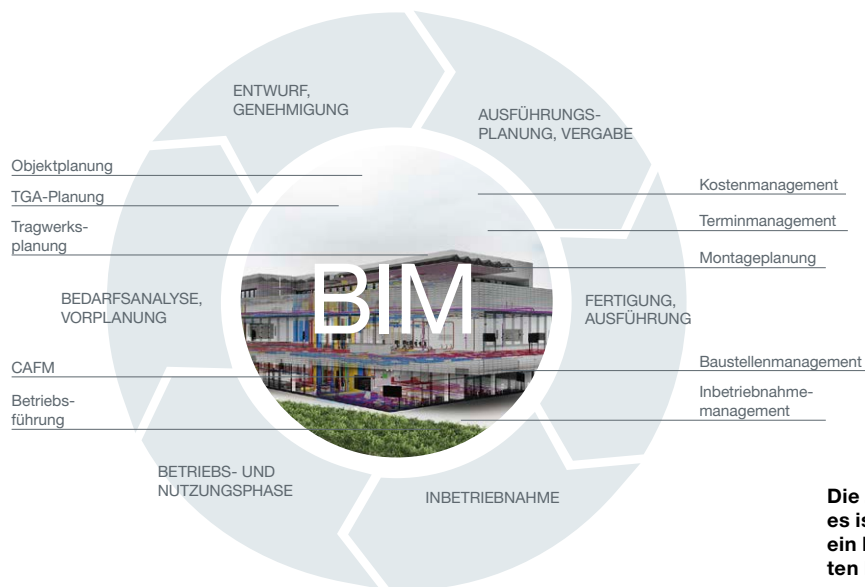 ENTWURF,
GENEHMIGUNG
AUSFÜHRUNGS-
PLANUNG, VERGABE
Objektplanung
TGA-Planung
Tragwerks-
planung
Kostenmanagement
Terminmanagement
Montageplanung
BIM
BEDARFSANALYSE,
VORPLANUNG
FERTIGUNG,
AUSFÜHRUNG
CAFM
Betriebs-
führung
Baustellenmanagement
Inbetriebnahme-
management
BETRIEBS- UND
NUTZUNGSPHASE
INBETRIEBNAHME
Die
es
ein
ten